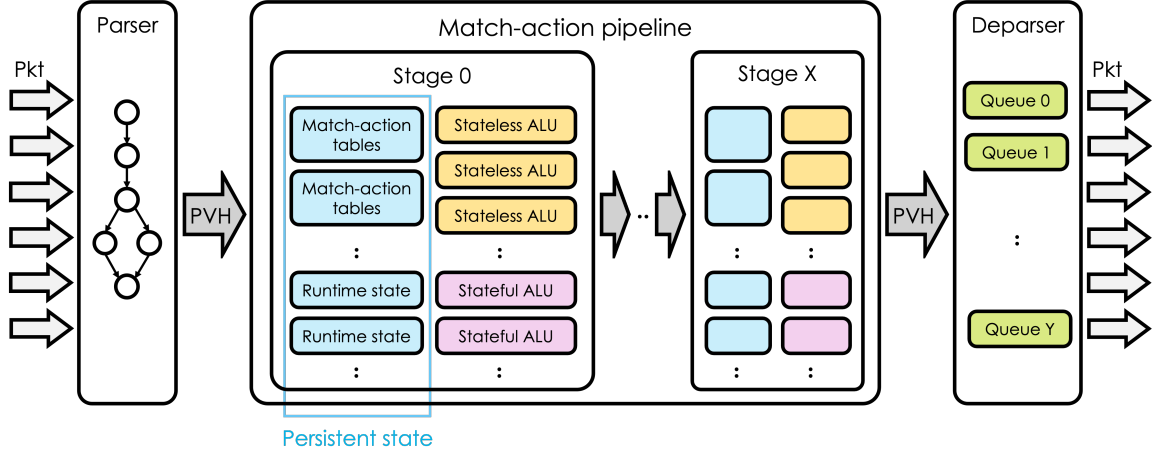 Parser
Match-action pipeline
Deparser
Pkt
Stage 0
Stage X
Pkt
Match-action
tables
Stateless ALU
Queue 0
Stateless ALU
Queue 1
Match-action
tables
Stateless ALU
PVH
..
PVH
:
:
:
:
:
Runtime state
Stateful ALU
Runtime state
Stateful ALU
Queue Y
:
:
:
:
Persistent state